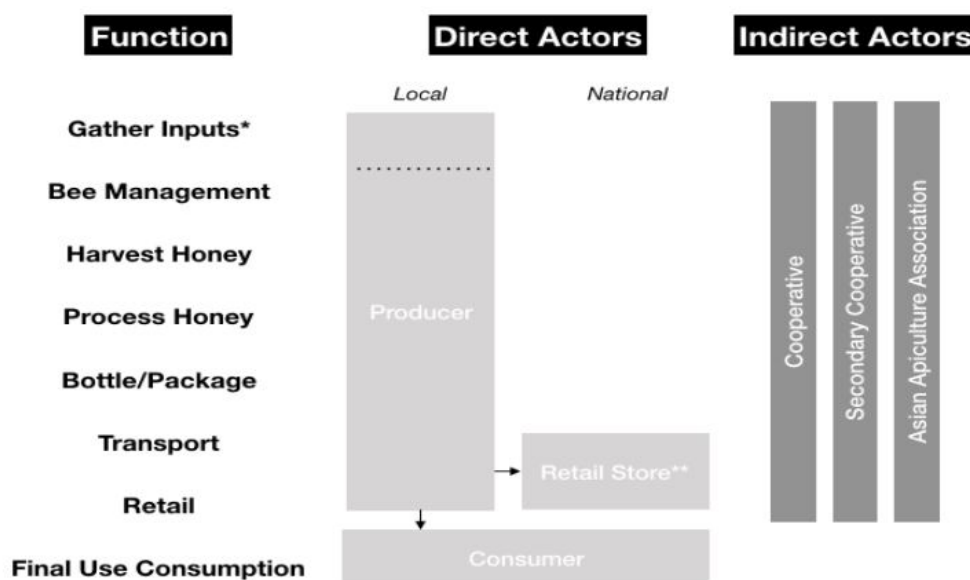 Function
Direct Actors
Indirect Actors
Local
National
Gather Inputs*
Bee Management
Harvest Honey
Process Honey
Bottle/Package
Transport
Retail
Final Use Consumption
Producer
Retail Store**
Consumer
Cooperative
Secondary Cooperative
Asian Apiculture Association